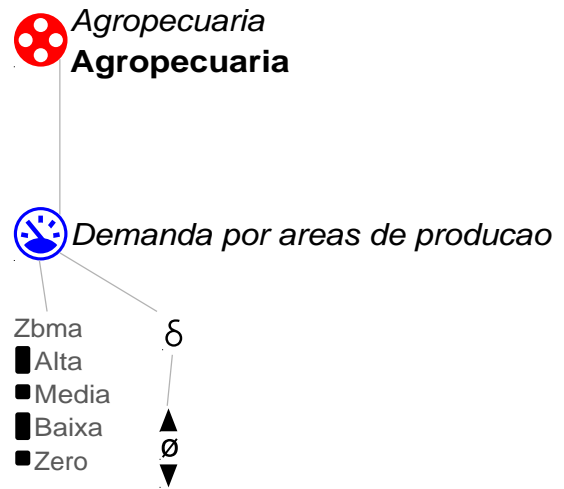 Agropecuaria
Agropecuaria
Demanda por areas de producao
Zbma
δ
Alta
Media
Baixa
ø
Zero